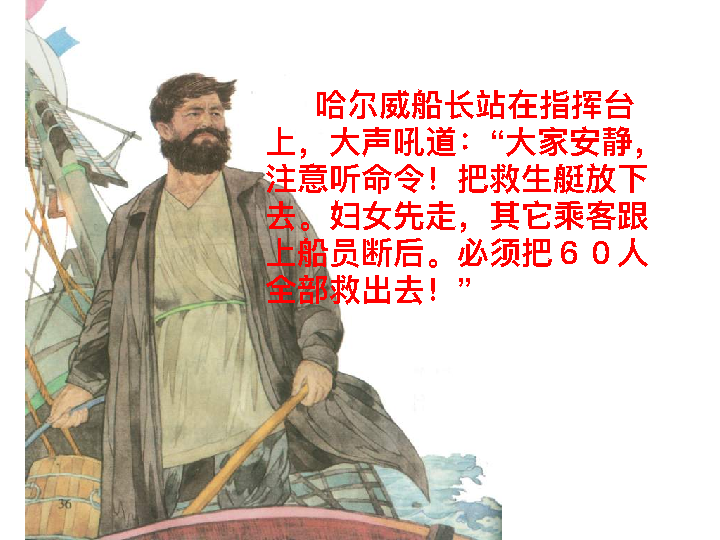 哈尔威船长站在指挥台
上，大声吼道：“大家安静，
注意听命令！把救生艇放下
去。妇女先走，其它乘客跟
上船员断后。必须把６０人
全部救出去！”
36